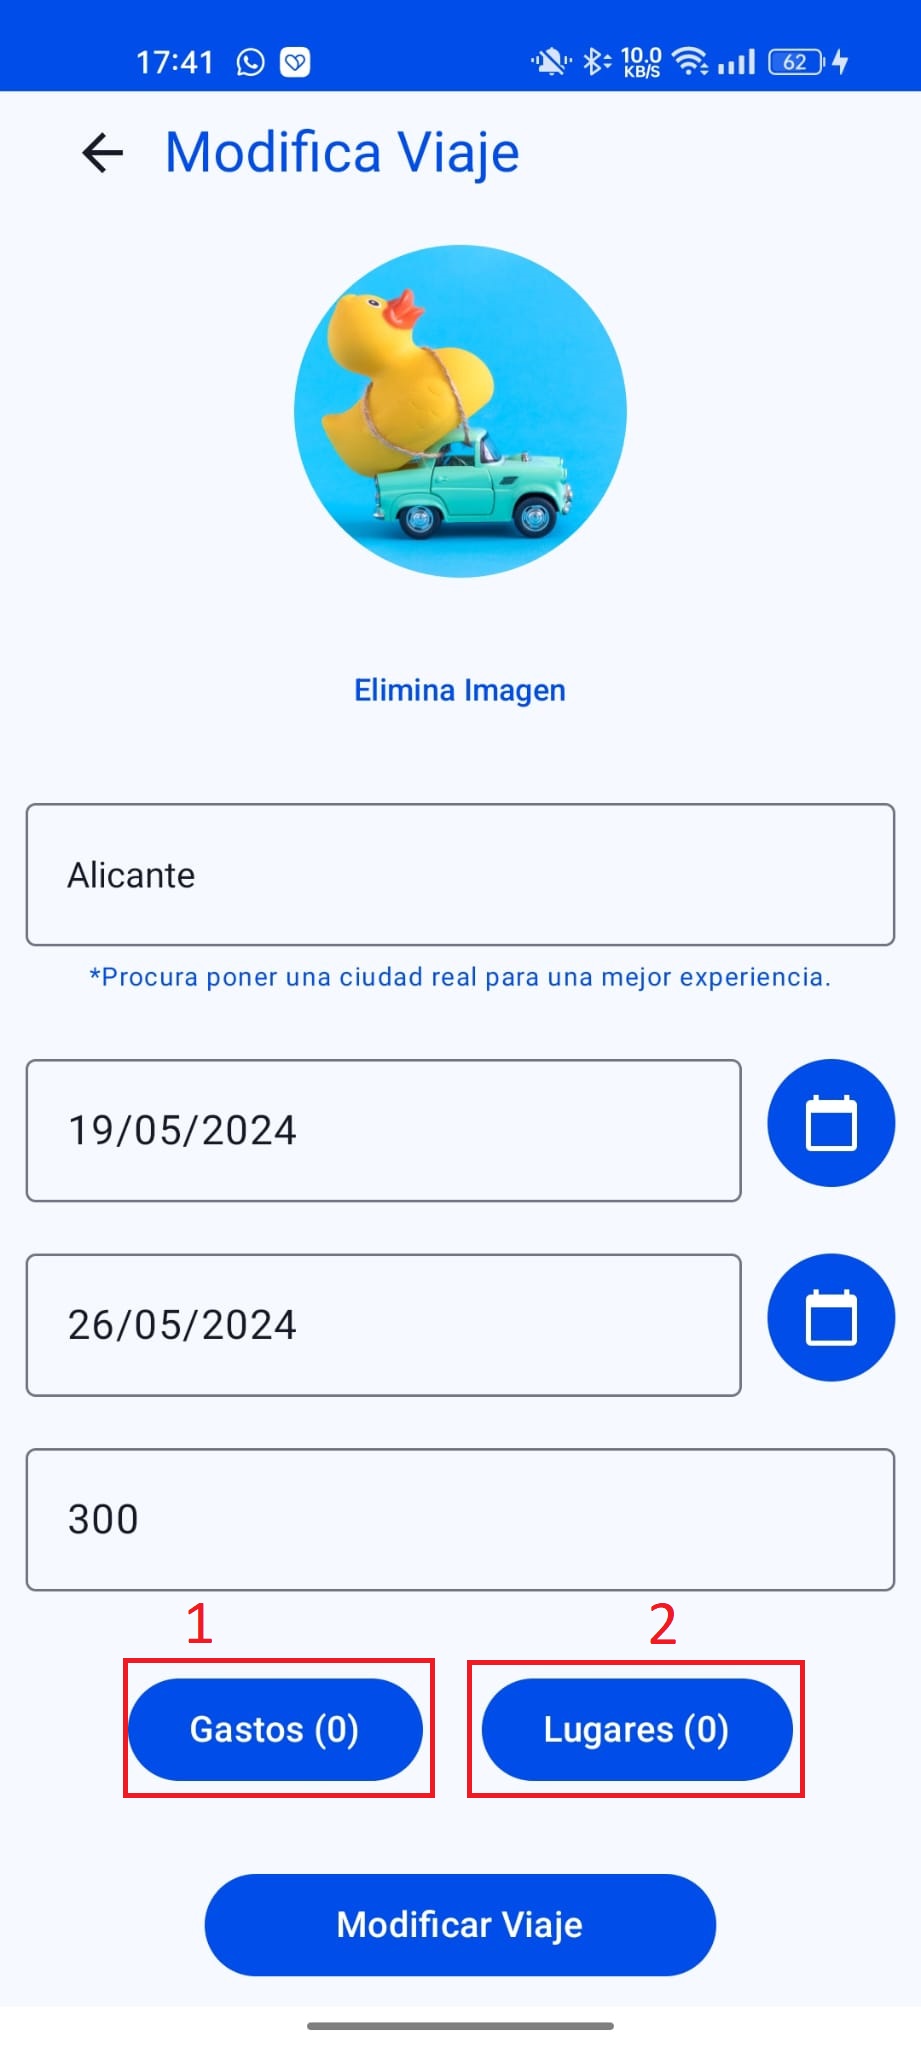 17:41 10.0 KB/S 62
Modifica Viaje
Elimina Imagen
Alicante
*Procura poner una ciudad real para una mejor experiencia.
19/05/2024
26/05/2024
300
1 2
Gastos (0) Lugares (0)
Modificar Viaje